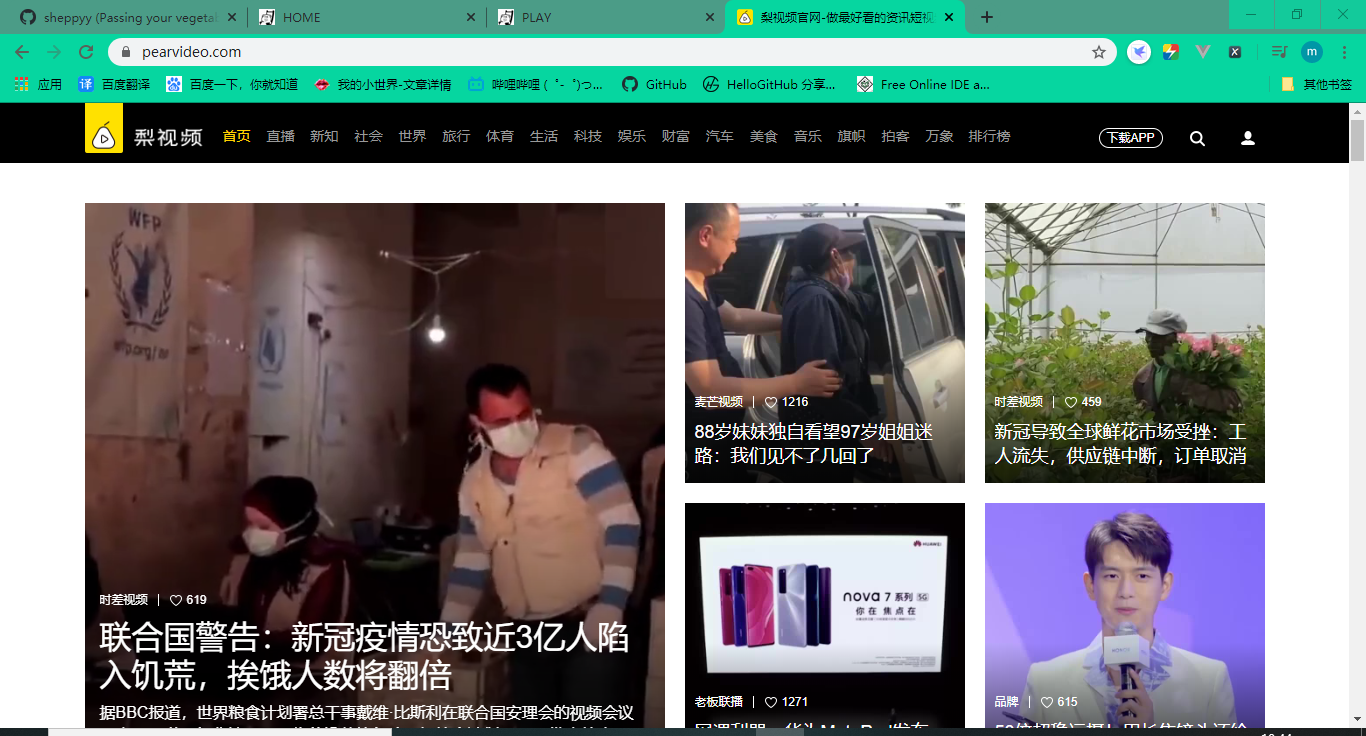 sheppyy (Passing your vegetab
HOME
PLAY
梨视频官网-做最好看的资讯短视
pearvideo.com
m
应用
译 百度翻译
百度一下，你就知道
我的小世界-文章详情
哔哩哔哩 ( ゜- ゜)つ...
GitHub
HelloGitHub 分享...
Free Online IDE a...
其他书签
梨视频
首页 直播 新知 社会 世界 旅行 体育 生活 科技 娱乐 财富 汽车 美食 音乐 旗帜 拍客 万象 排行榜
下载APP
WFP
wfp.org/
时差视频 | 619
联合国警告：新冠疫情恐致近3亿人陷
入饥荒，挨饿人数将翻倍
据BBC报道，世界粮食计划署总干事戴维·比斯利在联合国安理会的视频会议
麦芒视频 | 1216
88岁妹妹独自看望97岁姐姐迷
路：我们见不了几回了
时差视频 | 459
新冠导致全球鲜花市场受挫：工
人流失，供应链中断，订单取消
HUAWEI
nova 7 系列 5G
你 在 焦 点 在
老板联播 | 1271
品牌 | 615